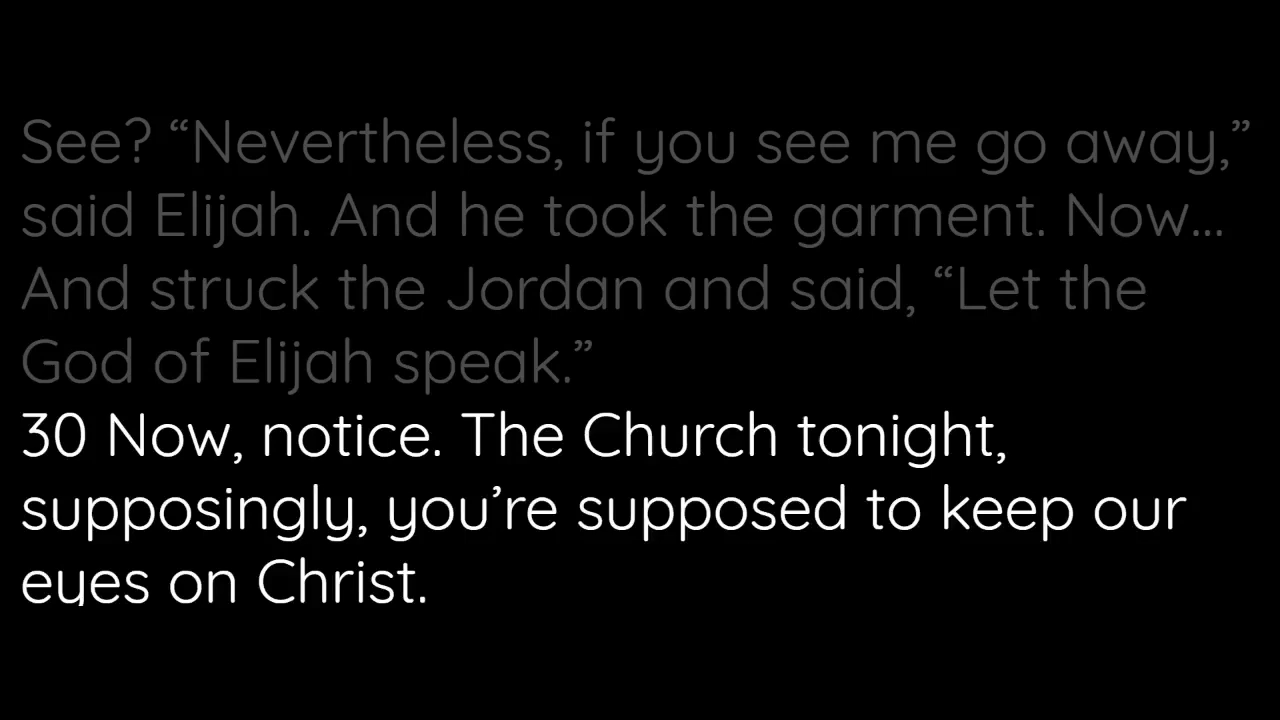 See? “Nevertheless, if you see me go away,”
said Elijah. And he took the garment. Now...
And struck the Jordan and said, “Let the
God of Elijah speak.”
30 Now, notice. The Church tonight,
supposingly, you’re supposed to keep our
eyes on Christ.